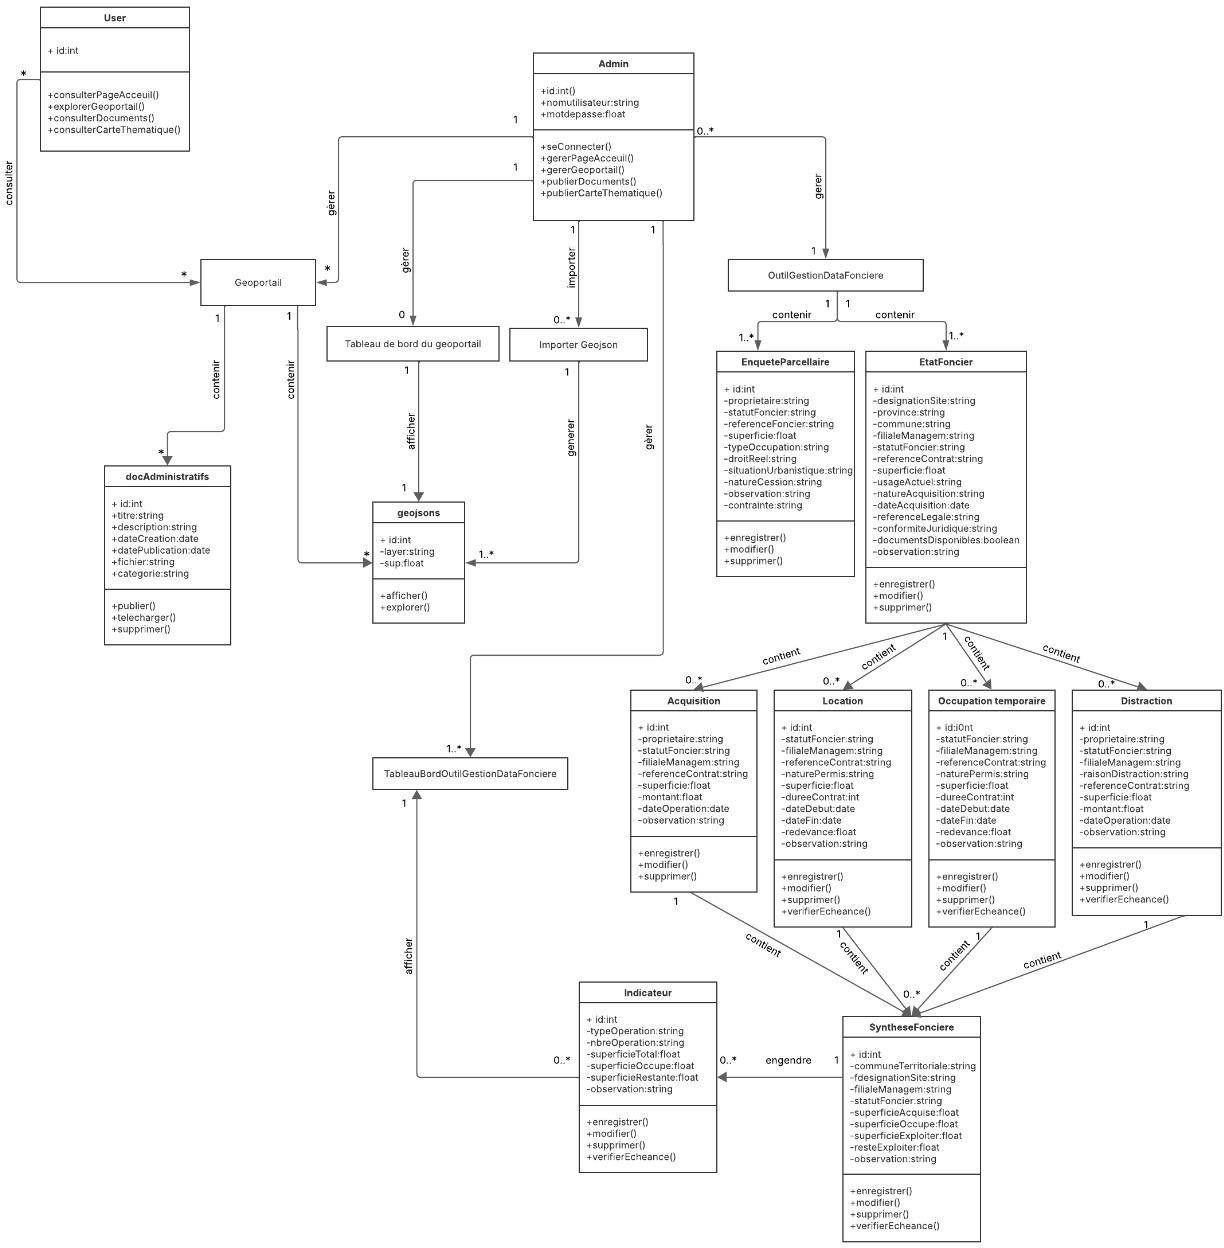 User
+ id:int
+consulterPageAcceuil()
+explorerGeoportail()
+consulterDocuments()
+consulterCarteThematique()
*
consulter
*
Admin
+id:int()
+nomutilisateur:string
+motdepasse:float
+seConnecter()
+gererPageAcceuil()
+gererGeoportail()
+publierDocuments()
+publierCarteThematique()
1
gèrer
*
1
gèrer
0
1
importer
0..*
1
gèrer
1..*
0..*
gerer
1
Geoportail
1
contenir
*
1
contenir
*
Tableau de bord du geoportail
1
afficher
1
Importer Geojson
1
generer
1..*
OutilGestionDataFonciere
1
1
contenir
contenir
1..*
1..*
docAdministratifs
+ id:int
+titre:string
+description:string
+dateCreation:date
+datePublication:date
+fichier:string
+categorie:string
+publier()
+telecharger()
+supprimer()
geojsons
+ id:int
-layer:string
-sup:float
+afficher()
+explorer()
EnqueteParcellaire
+ id:int
-proprietaire:string
-statutFoncier:string
-referenceFoncier:string
-superficie:float
-typeOccupation:string
-droitReel:string
-situationUrbanistique:string
-natureCession:string
-observation:string
-contrainte:string
+enregistrer()
+modifier()
+supprimer()
EtatFoncier
+ id:int
-designationSite:string
-province:string
-commune:string
-filialeManagem:string
-statutFoncier:string
-referenceContrat:string
-superficie:float
-usageActuel:string
-natureAcquisition:string
-dateAcquisition:date
-referenceLegale:string
-conformiteJuridique:string
-documentsDisponibles:boolean
-observation:string
+enregistrer()
+modifier()
+supprimer()
1
contient
contient
contient
contient
0..*
0..*
0..*
0..*
Acquisition
+ id:int
-proprietaire:string
-statutFoncier:string
-filialeManagem:string
-referenceContrat:string
-superficie:float
-montant:float
-dateOperation:date
-observation:string
+enregistrer()
+modifier()
+supprimer()
Location
+ id:int
-statutFoncier:string
-filialeManagem:string
-referenceContrat:string
-naturePermis:string
-superficie:float
-dureeContrat:int
-dateDebut:date
-dateFin:date
-redevance:float
-observation:string
+enregistrer()
+modifier()
+supprimer()
+verifierEcheance()
Occupation temporaire
+ id:i0nt
-statutFoncier:string
-filialeManagem:string
-referenceContrat:string
-naturePermis:string
-superficie:float
-dureeContrat:int
-dateDebut:date
-dateFin:date
-redevance:float
-observation:string
+enregistrer()
+modifier()
+supprimer()
+verifierEcheance()
Distraction
+ id:int
-proprietaire:string
-statutFoncier:string
-filialeManagem:string
-raisonDistraction:string
-referenceContrat:string
-superficie:float
-montant:float
-dateOperation:date
-observation:string
+enregistrer()
+modifier()
+supprimer()
+verifierEcheance()
TableauBordOutilGestionDataFonciere
1
afficher
0..*
1
contient
1
contient
1
contient
1
contient
0..*
Indicateur
+ id:int
-typeOperation:string
-nbreOperation:string
-superficieTotal:float
-superficieOccupe:float
-superficieRestante:float
-observation:string
+enregistrer()
+modifier()
+supprimer()
+verifierEcheance()
0..*
engendre
1
SyntheseFonciere
+ id:int
-communeTerritoriale:string
-fdesignationSite:string
-filialeManagem:string
-statutFoncier:string
-superficieAcquise:float
-superficieOccupe:float
-superficieExploiter:float
-resteExploiter:float
-observation:string
+enregistrer()
+modifier()
+supprimer()
+verifierEcheance()